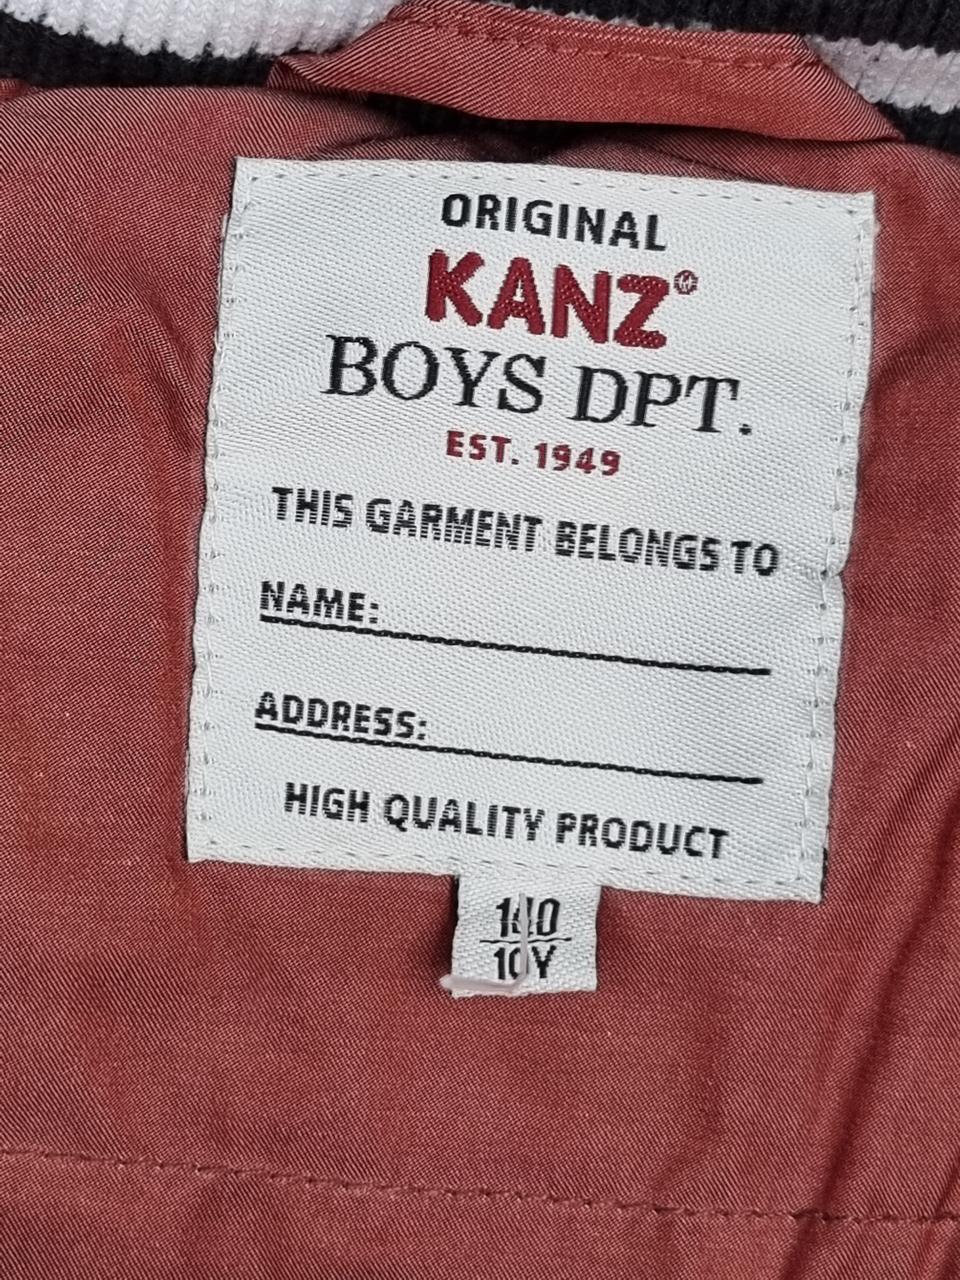 ORIGINAL
KANZ
BOYS DPT.
EST. 1949
THIS GARMENT BELONGS TO
NAME:
ADDRESS:
HIGH QUALITY PRODUCT
140
10Y